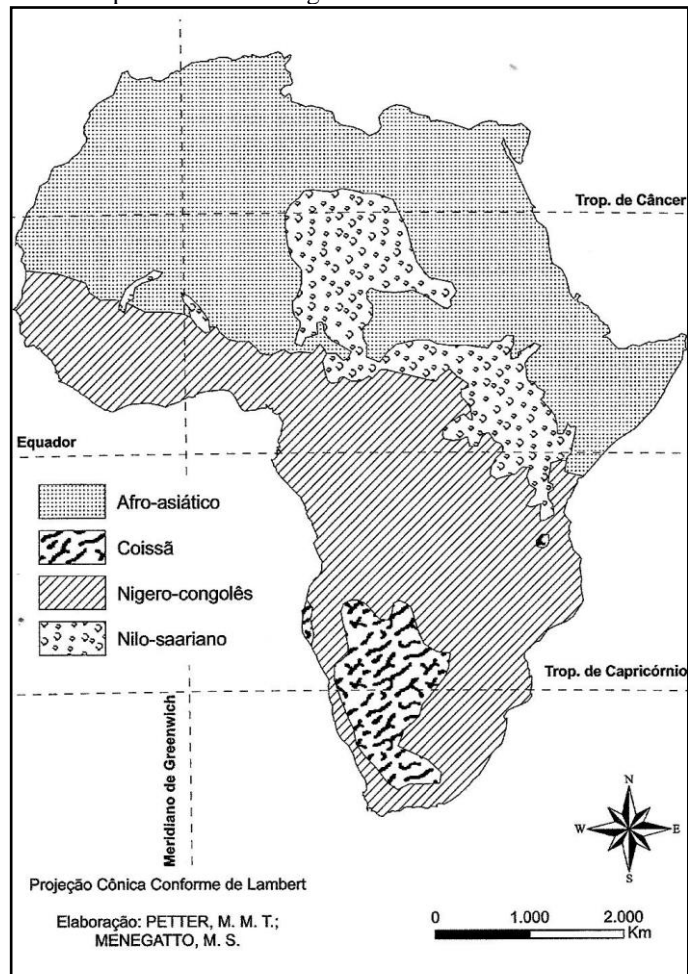 Trop. de Câncer
Equador
Afro-asiático
Coissã
Nigero-congolês
Nilo-saariano
Trop. de Capricórnio
Meridiano de Greenwich
N
W
E
S
Projeção Cônica Conforme de Lambert
Elaboração: PETTER, M. M. T.;
MENEGATTO, M. S.
0 1.000 2.000
Km